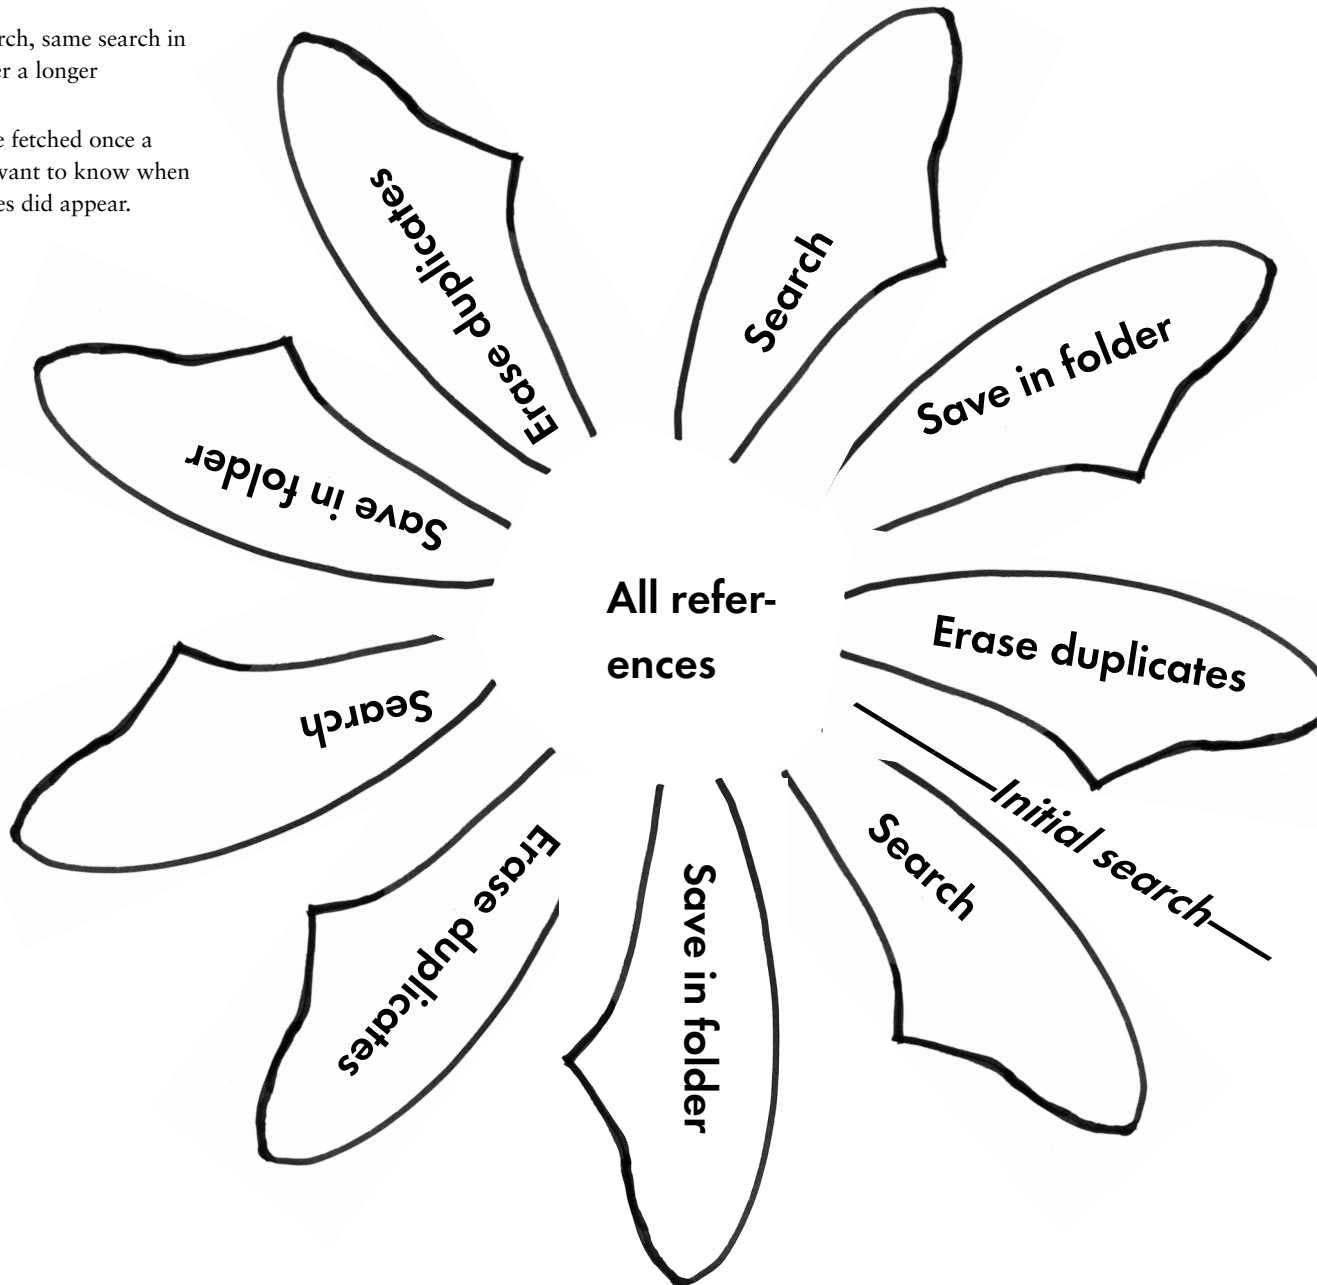 rch, same search in
er a longer
e fetched once a
want to know when
es did appear.
Search
Save in folder
Erase duplicates
Initial search
Search
Save in folder
Erase duplicates
Search
Save in folder
Erase duplicates
All refer-
ences